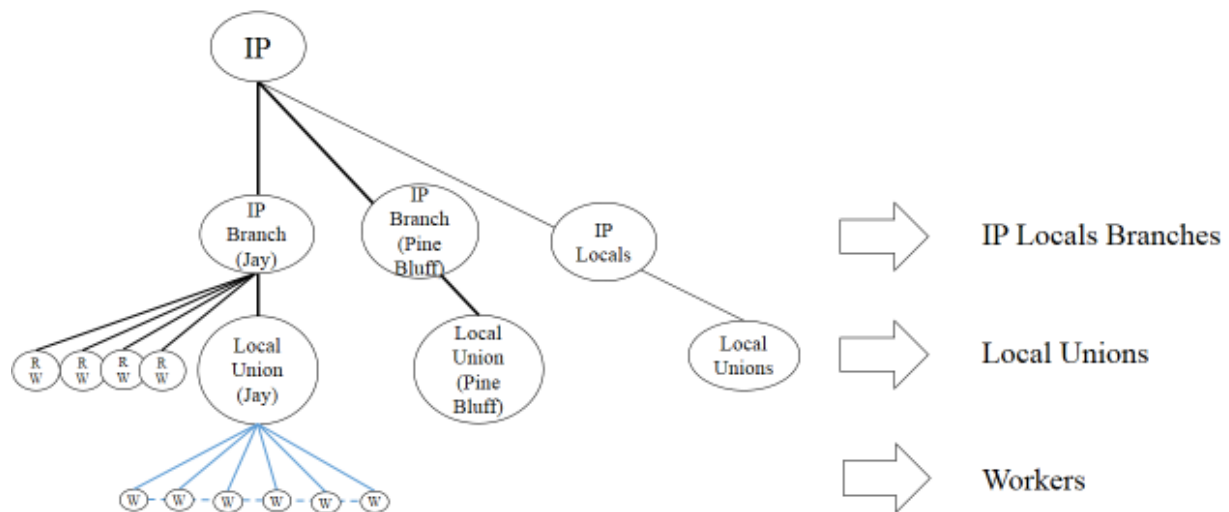 IP
IP
Branch
(Jay)
IP
Branch
(Pine
Bluff)
IP
Locals
IP Locals Branches
R
W
R
W
R
W
R
W
Local
Union
(Jay)
Local
Union
(Pine
Bluff)
Local
Unions
Local Unions
W
W
W
W
W
W
Workers